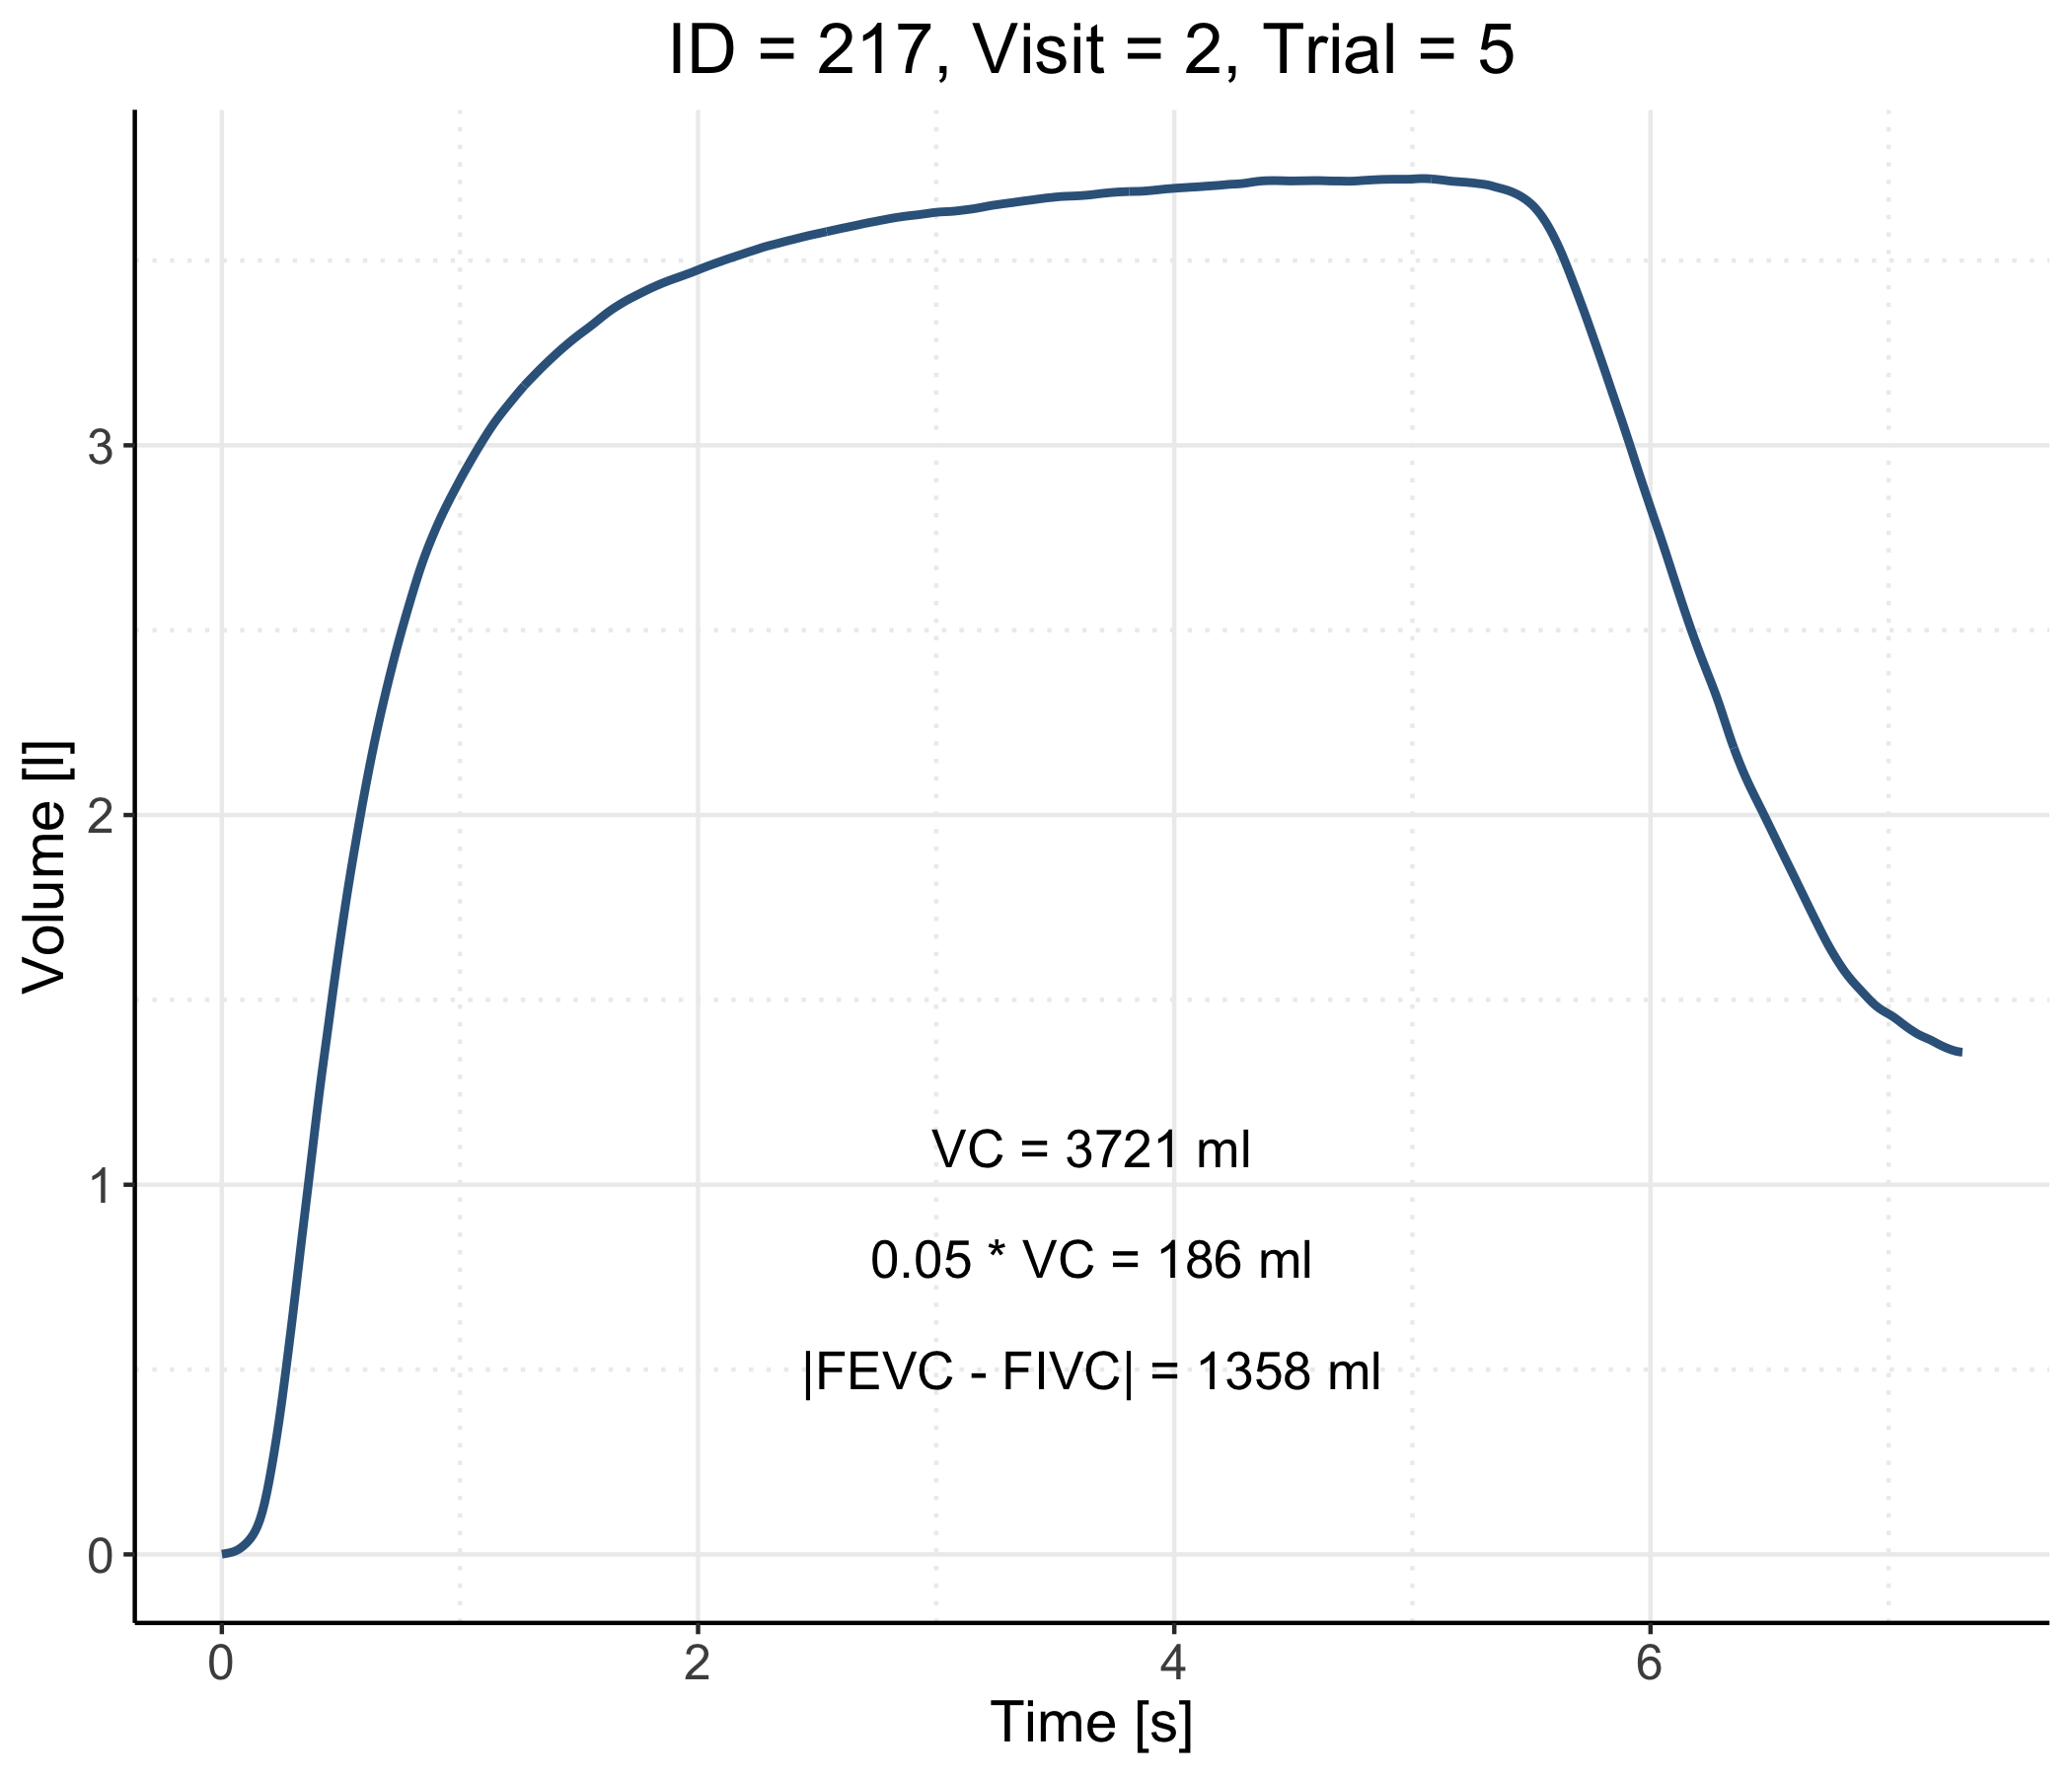 ID = 217, Visit = 2, Trial = 5
Volume [l]
3
2
1
0
VC = 3721 ml
0.05 * VC = 186 ml
|FEVC - FIVC| = 1358 ml
0 2 4 6
Time [s]